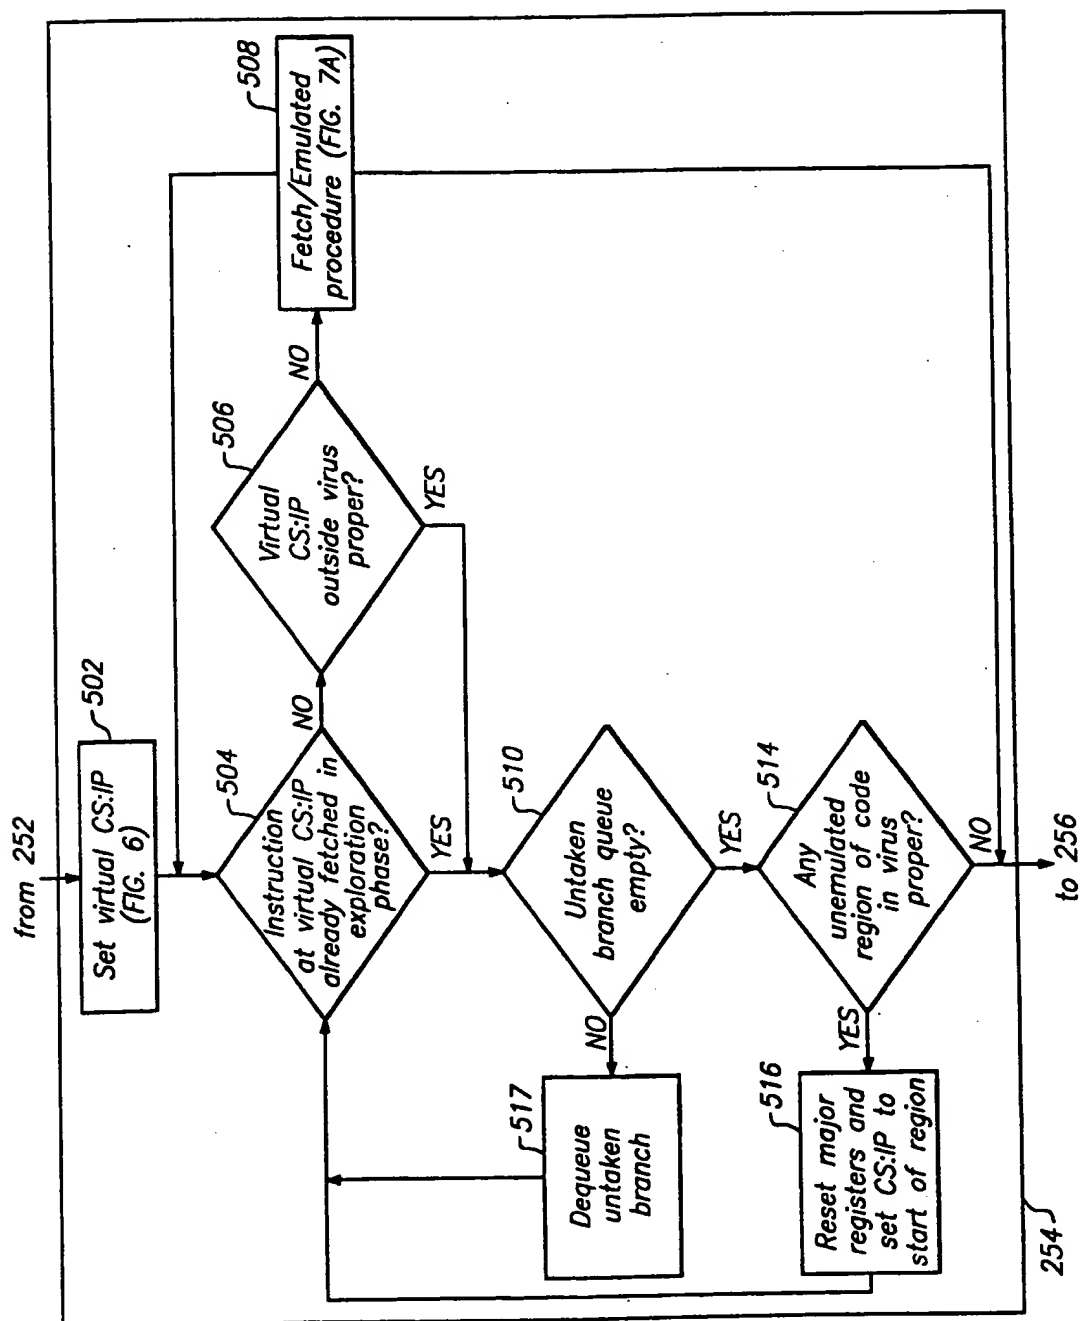 from 252
502
Set virtual CS:IP
(FIG. 6)
504
Instruction
at virtual CS:IP
already fetched in
exploration
phase?
NO
YES
506
Virtual
CS:IP
outside virus
proper?
NO
YES
508
Fetch/Emulated
procedure (FIG. 7A)
510
Untaken
branch queue
empty?
NO
YES
517
Dequeue
untaken
branch
514
Any
unemulated
region of code
in virus
proper?
YES
NO
516
Reset major
registers and
set CS:IP to
start of region
254
to 256